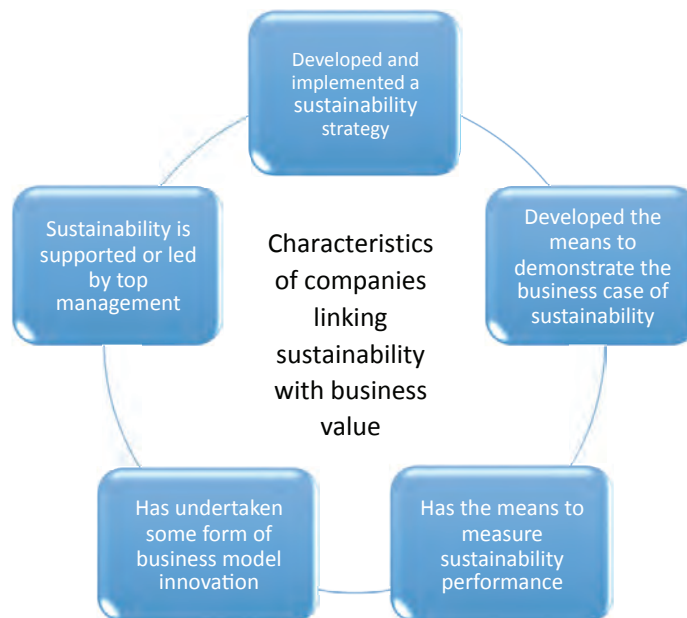 Developed and
implemented a
sustainability
strategy
Developed the
means to
demonstrate the
business case of
sustainability
Has the means to
measure
sustainability
performance
Has undertaken
some form of
business model
innovation
Sustainability is
supported or led
by top
management
Characteristics
of companies
linking
sustainability
with business
value